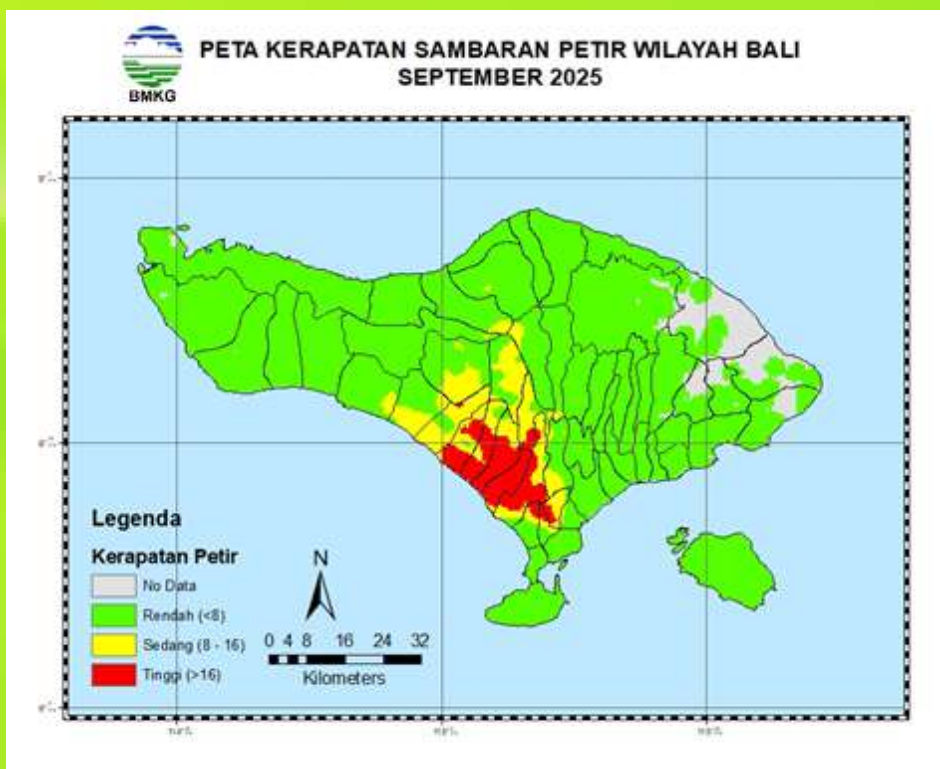 PETA KERAPATAN SAMBARAN PETIR WILAYAH BALI
SEPTEMBER 2025
BMKG
Legenda
Kerapatan Petir
No Data
Rendah (<8)
Sedang (8 - 16)
Tinggi (>16)
N
0 4 8 16 24 32
Kilometers